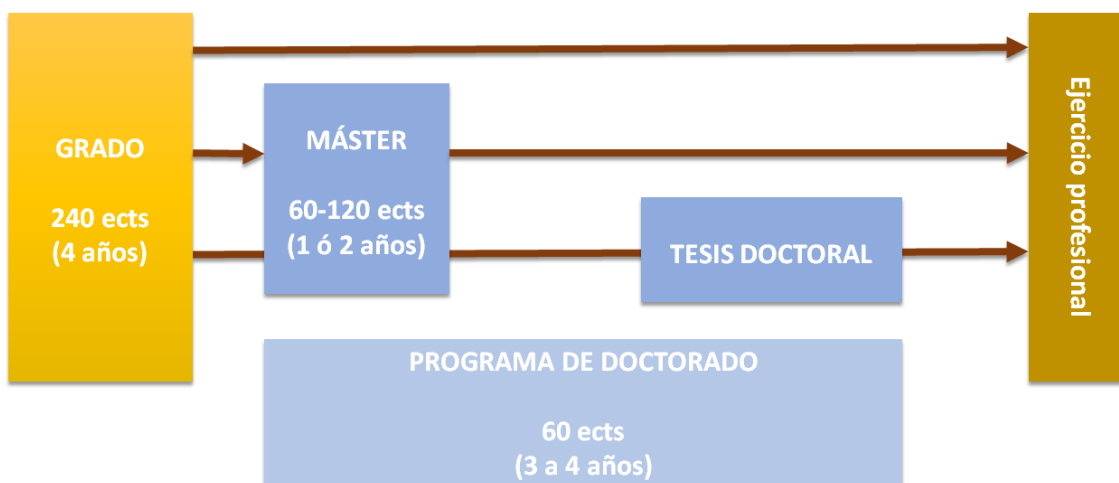 GRADO
240 ects
(4 años)
MÁSTER
60-120 ects
(1 ó 2 años)
TESIS DOCTORAL
Ejercicio profesional
PROGRAMA DE DOCTORADO
60 ects
(3 a 4 años)